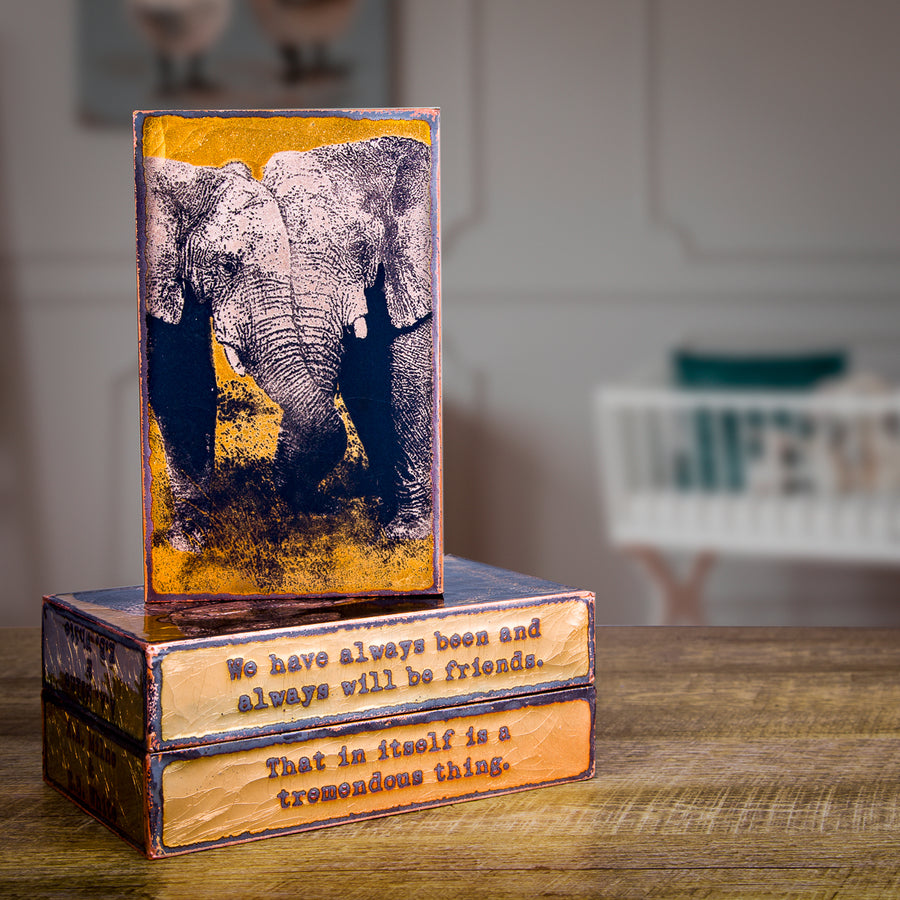 We have always been and
always will be friends.
That in itself is a
tremendous thing.